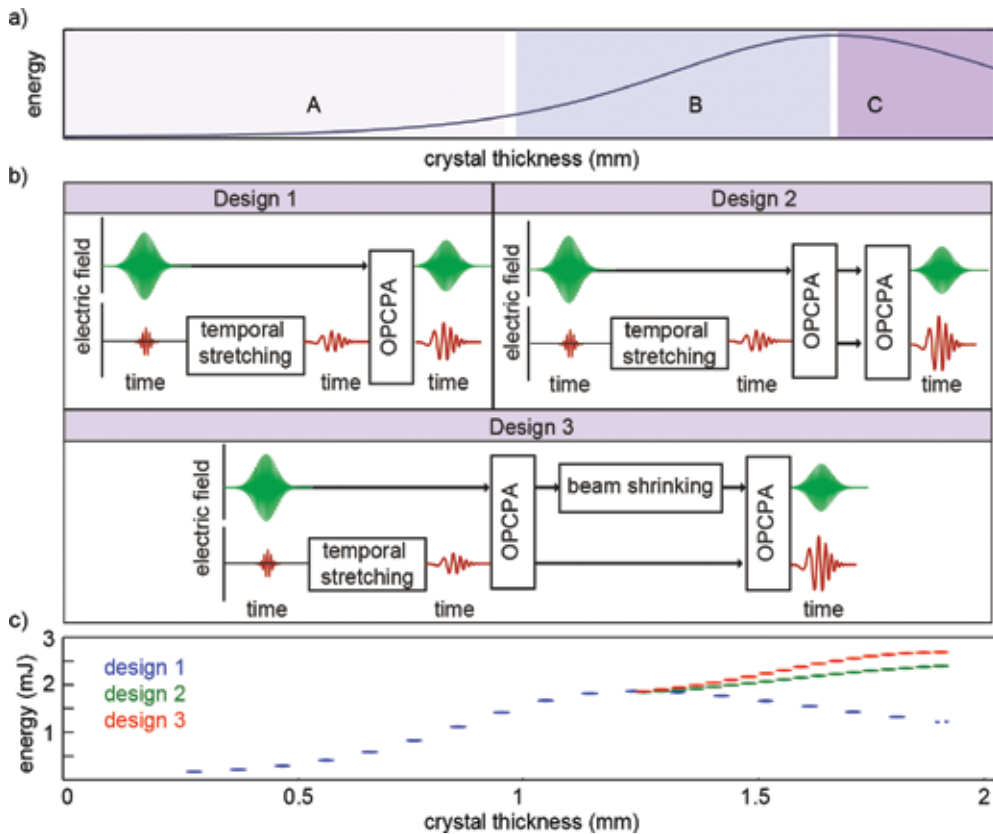 a)
energy
A
B
C
crystal thickness (mm)
b)
Design 1
electric field
temporal
stretching
OPCPA
time
time
time
Design 2
electric field
temporal
stretching
OPCPA
OPCPA
time
time
time
Design 3
electric field
OPCPA
beam shrinking
OPCPA
temporal
stretching
time
time
time
c)
energy (mJ)
3
2
1
design 1
design 2
design 3
0
0.5
1
1.5
2
crystal thickness (mm)